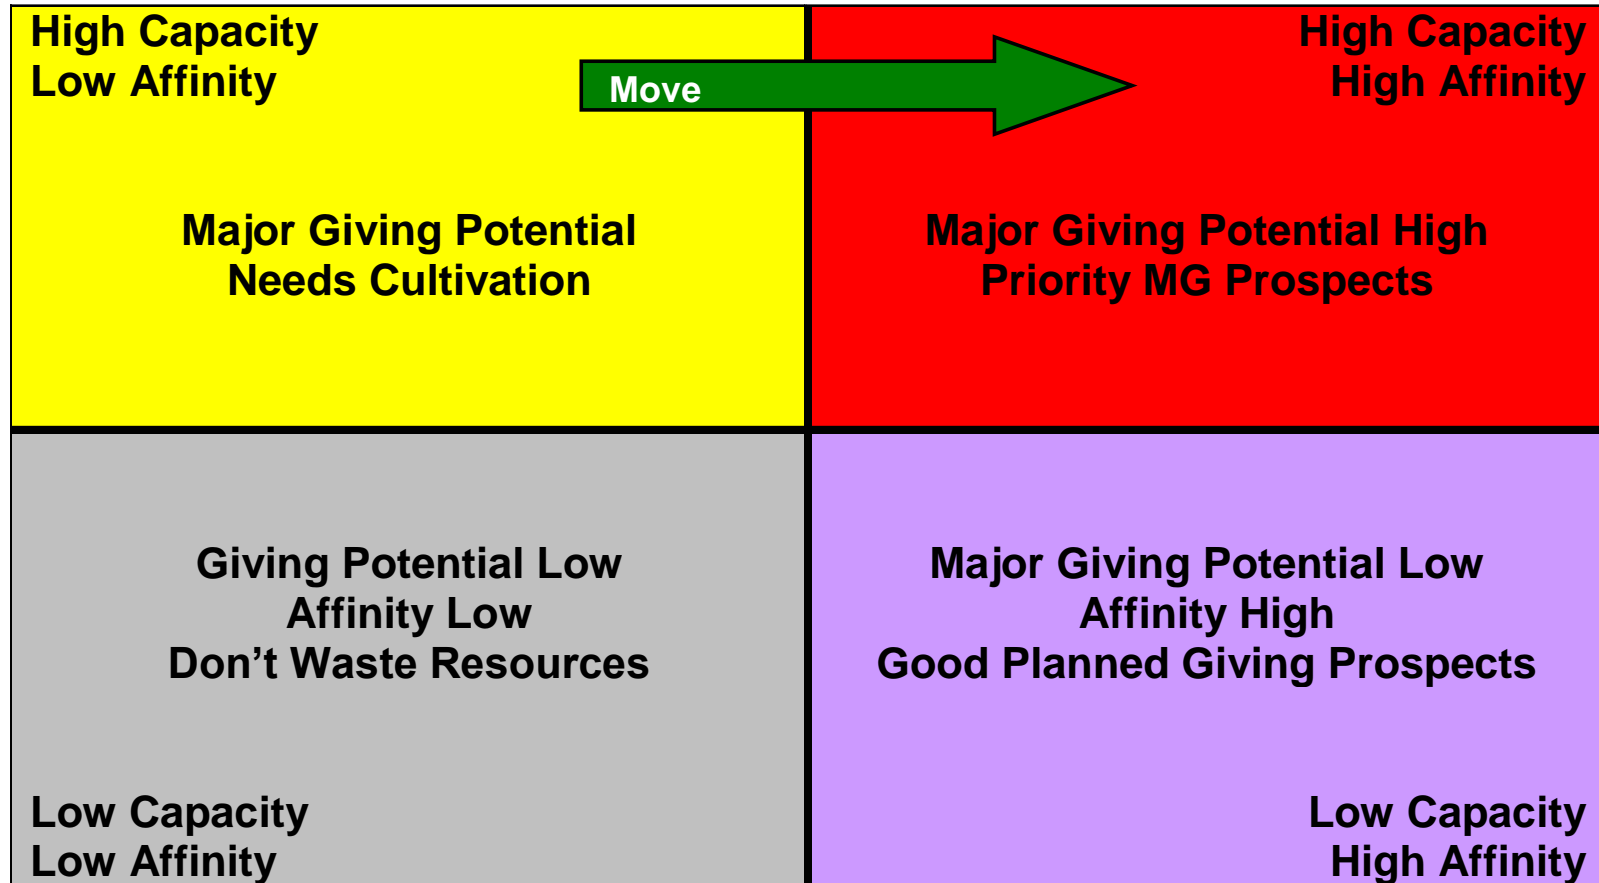 High Capacity
Low Affinity
Move
High Capacity
High Affinity
Major Giving Potential
Needs Cultivation
Major Giving Potential High
Priority MG Prospects
Giving Potential Low
Affinity Low
Don’t Waste Resources
Major Giving Potential Low
Affinity High
Good Planned Giving Prospects
Low Capacity
Low Affinity
Low Capacity
High Affinity